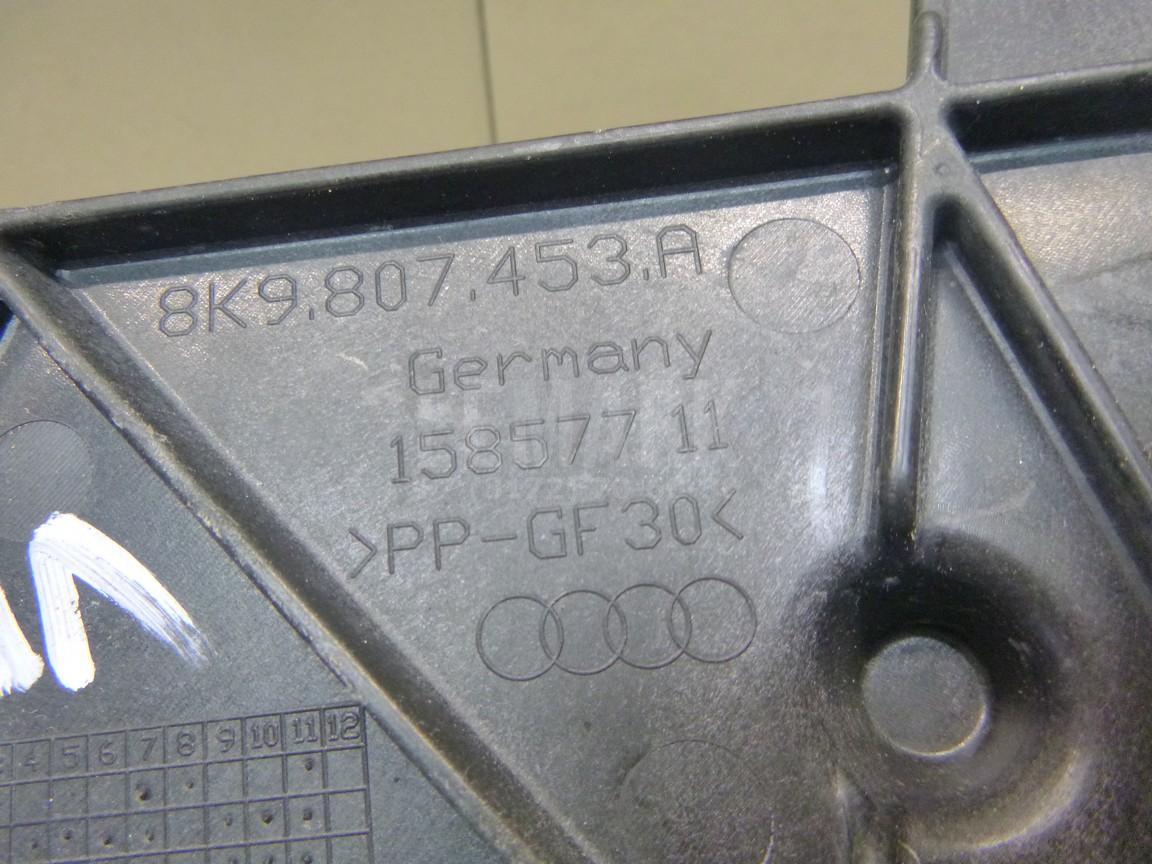 8K9.807.453.A
Germany
158577 11
>PP-GF30<
4 5 6 7 8 9 10 11 12